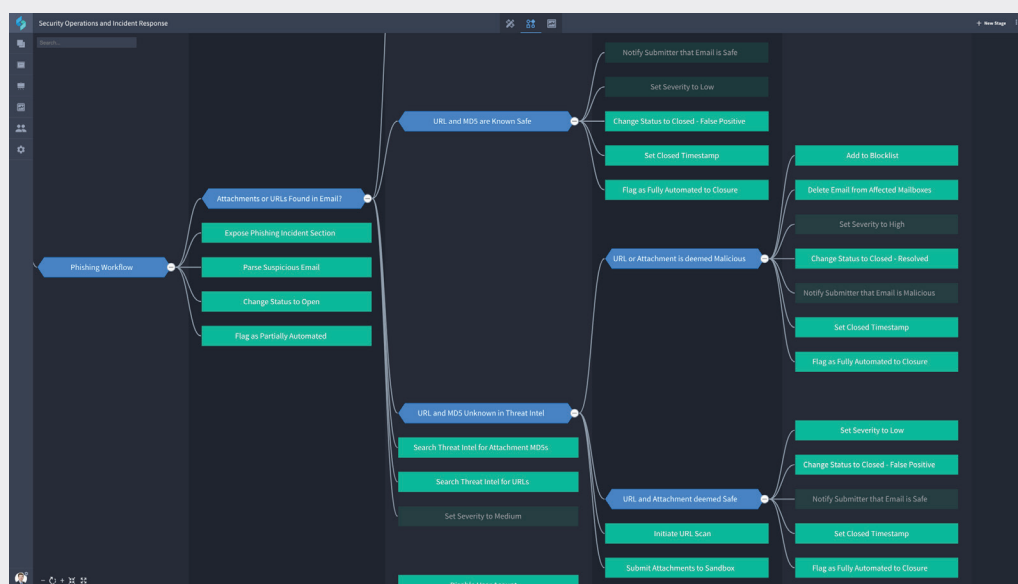 Security Operations and Incident Response
+ New Stage
Search...
Phishing Workflow
Attachments or URLs Found in Email?
Expose Phishing Incident Section
Parse Suspicious Email
Change Status to Open
Flag as Partially Automated
URL and MD5 are Known Safe
URL and MD5 Unknown in Threat Intel
Search Threat Intel for Attachment MD5s
Search Threat Intel for URLs
Set Severity to Medium
Notify Submitter that Email is Safe
Set Severity to Low
Change Status to Closed - False Positive
Set Closed Timestamp
Flag as Fully Automated to Closure
URL or Attachment is deemed Malicious
URL and Attachment deemed Safe
Initiate URL Scan
Submit Attachments to Sandbox
Add to Blocklist
Delete Email from Affected Mailboxes
Set Severity to High
Change Status to Closed - Resolved
Notify Submitter that Email is Malicious
Set Closed Timestamp
Flag as Fully Automated to Closure
Set Severity to Low
Change Status to Closed - False Positive
Notify Submitter that Email is Safe
Set Closed Timestamp
Flag as Fully Automated to Closure